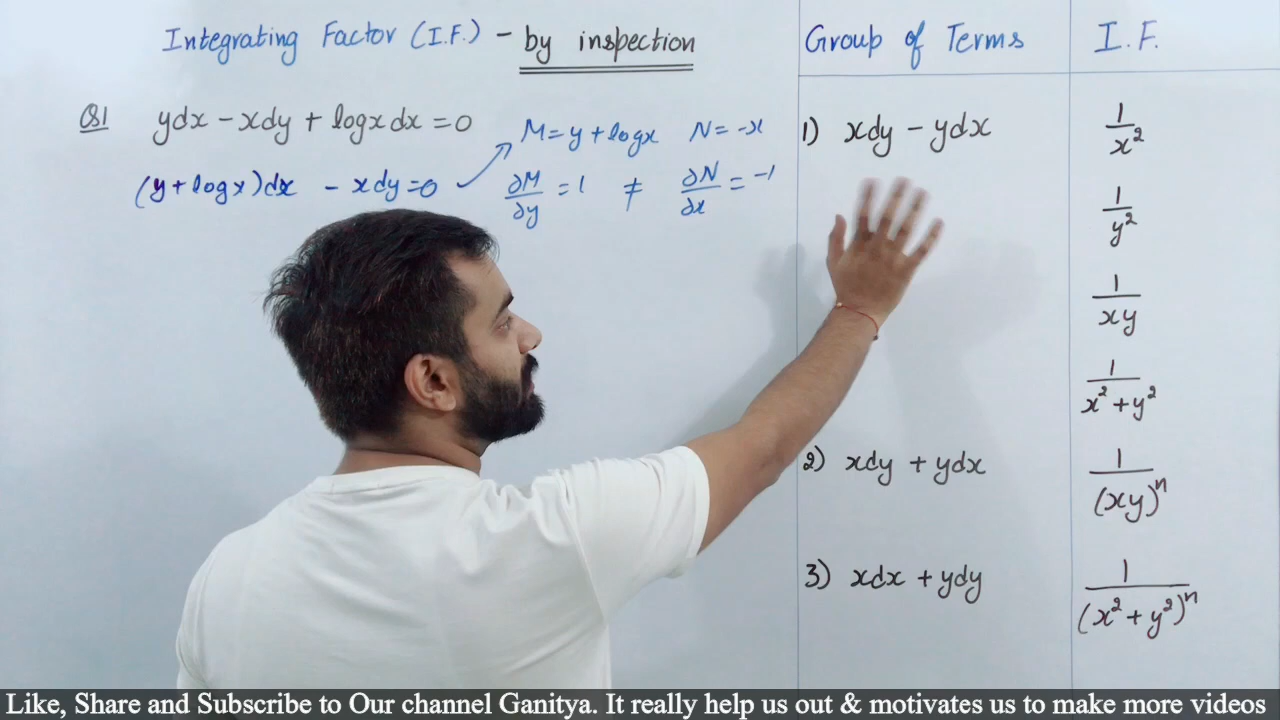 Integrating Factor (I.F.) - by inspection
Q1 ydx - xdy + logx dx = 0
(y + logx)dx - xdy = 0
M = y + logx N = -x
∂M/∂y = 1 ≠ ∂N/∂x = -1
Group of Terms I.F.
1) xdy - ydx 1/x²
1/y²
1/xy
1/x² + y²
2) xdy + ydx 1/(xy)ⁿ
3) xdx + ydy 1/(x² + y²)ⁿ
Like, Share and Subscribe to Our channel Ganitya. It really help us out & motivates us to make more videos